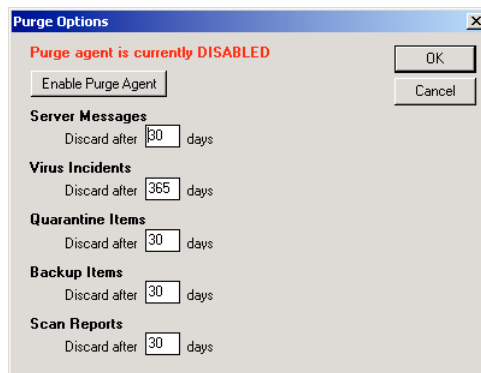 Purge Options
Purge agent is currently DISABLED
OK
Enable Purge Agent
Cancel
Server Messages
Discard after 30 days
Virus Incidents
Discard after 365 days
Quarantine Items
Discard after 30 days
Backup Items
Discard after 30 days
Scan Reports
Discard after 30 days